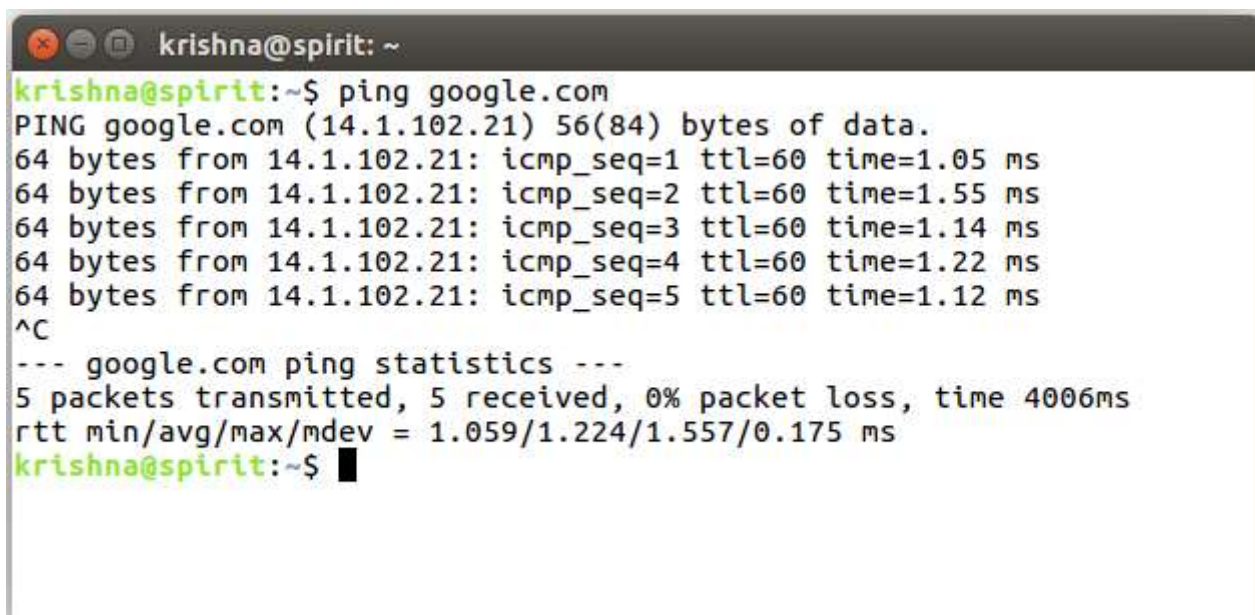 krishna@spirit: ~
krishna@spirit:~$ ping google.com
PING google.com (14.1.102.21) 56(84) bytes of data.
64 bytes from 14.1.102.21: icmp_seq=1 ttl=60 time=1.05 ms
64 bytes from 14.1.102.21: icmp_seq=2 ttl=60 time=1.55 ms
64 bytes from 14.1.102.21: icmp_seq=3 ttl=60 time=1.14 ms
64 bytes from 14.1.102.21: icmp_seq=4 ttl=60 time=1.22 ms
64 bytes from 14.1.102.21: icmp_seq=5 ttl=60 time=1.12 ms
^C
--- google.com ping statistics ---
5 packets transmitted, 5 received, 0% packet loss, time 4006ms
rtt min/avg/max/mdev = 1.059/1.224/1.557/0.175 ms
krishna@spirit:~$